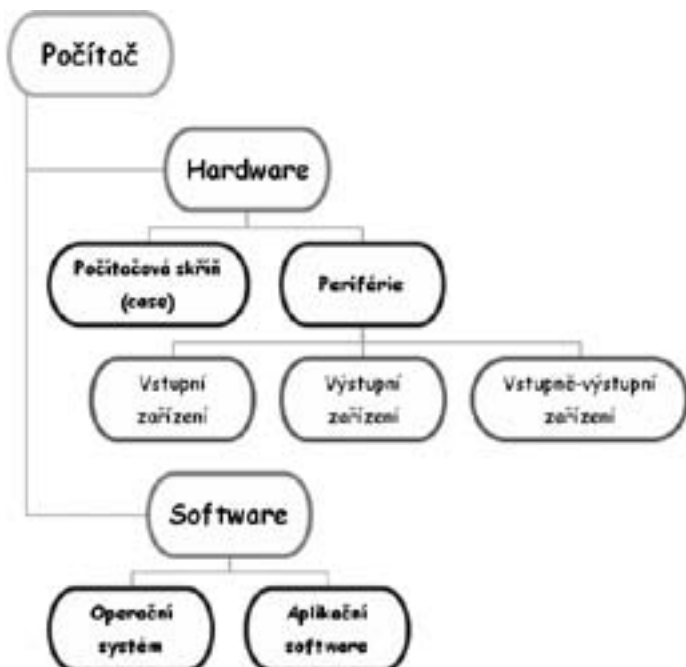 Počítač
Hardware
Počítačová skříň
(case)
Periférie
Vstupní
zařízení
Výstupní
zařízení
Vstupně-výstupní
zařízení
Software
Operační
systém
Aplikační
software